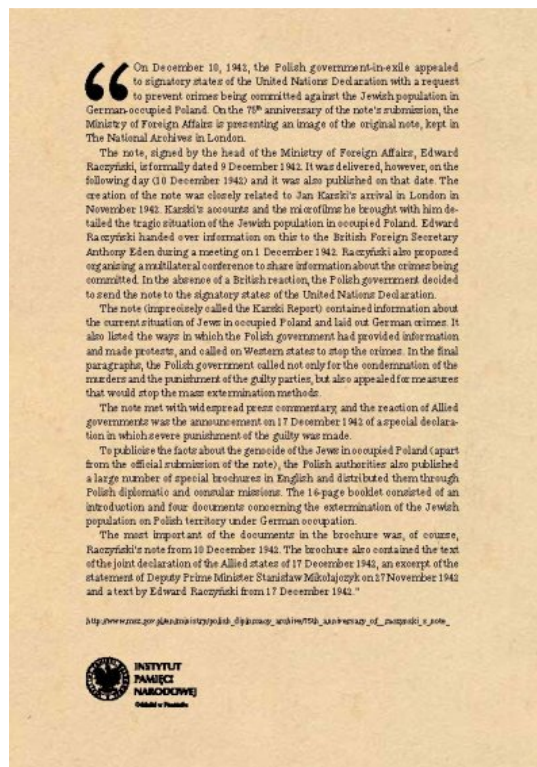 “ On December 10, 1942, the Polish government-in-exile appealed
to signatory states of the United Nations Declaration with a request
to prevent crimes being committed against the Jewish population in
German-occupied Poland. On the 75th anniversary of the note's submission, the
Ministry of Foreign Affairs is presenting an image of the original note, kept in
The National Archives in London.
The note, signed by the head of the Ministry of Foreign Affairs, Edward
Raczyński, is formally dated 9 December 1942. It was delivered, however, on the
following day (10 December 1942) and it was also published on that date. The
creation of the note was closely related to Jan Karski's arrival in London in
November 1942. Karski's accounts and the microfilms he brought with him de-
tailed the tragic situation of the Jewish population in occupied Poland. Edward
Raczyński handed over information on this to the British Foreign Secretary
Anthony Eden during a meeting on 1 December 1942. Raczyński also proposed
organising a multilateral conference to share information about the crimes being
committed. In the absence of a British reaction, the Polish government decided
to send the note to the signatory states of the United Nations Declaration.
The note (imprecisely called the Karski Report) contained information about
the current situation of Jews in occupied Poland and laid out German crimes. It
also listed the ways in which the Polish government had provided information
and made protests, and called on Western states to stop the crimes. In the final
paragraphs, the Polish government called not only for the condemnation of the
murders and the punishment of the guilty parties, but also appealed for measures
that would stop the mass extermination methods.
The note met with widespread press commentary, and the reaction of Allied
governments was the announcement on 17 December 1942 of a special declara-
tion in which severe punishment of the guilty was made.
To publicise the facts about the genocide of the Jews in occupied Poland (apart
from the official submission of the note), the Polish authorities also published
a large number of special brochures in English and distributed them through
Polish diplomatic and consular missions. The 16-page booklet consisted of an
introduction and four documents concerning the extermination of the Jewish
population on Polish territory under German occupation.
The most important of the documents in the brochure was, of course,
Raczyński's note from 10 December 1942. The brochure also contained the text
of the joint declaration of the Allied states of 17 December 1942, an excerpt of the
statement of Deputy Prime Minister Stanisław Mikołajczyk on 27 November 1942
and a text by Edward Raczyński from 17 December 1942."
http://www.msz.gov.pl/en/ministry/polish_diplomacy_archive/75th_anniversary_of__raczynski_s_note_
INSTYTUT
PAMIĘCI
NARODOWEJ
Oddział w Poznaniu